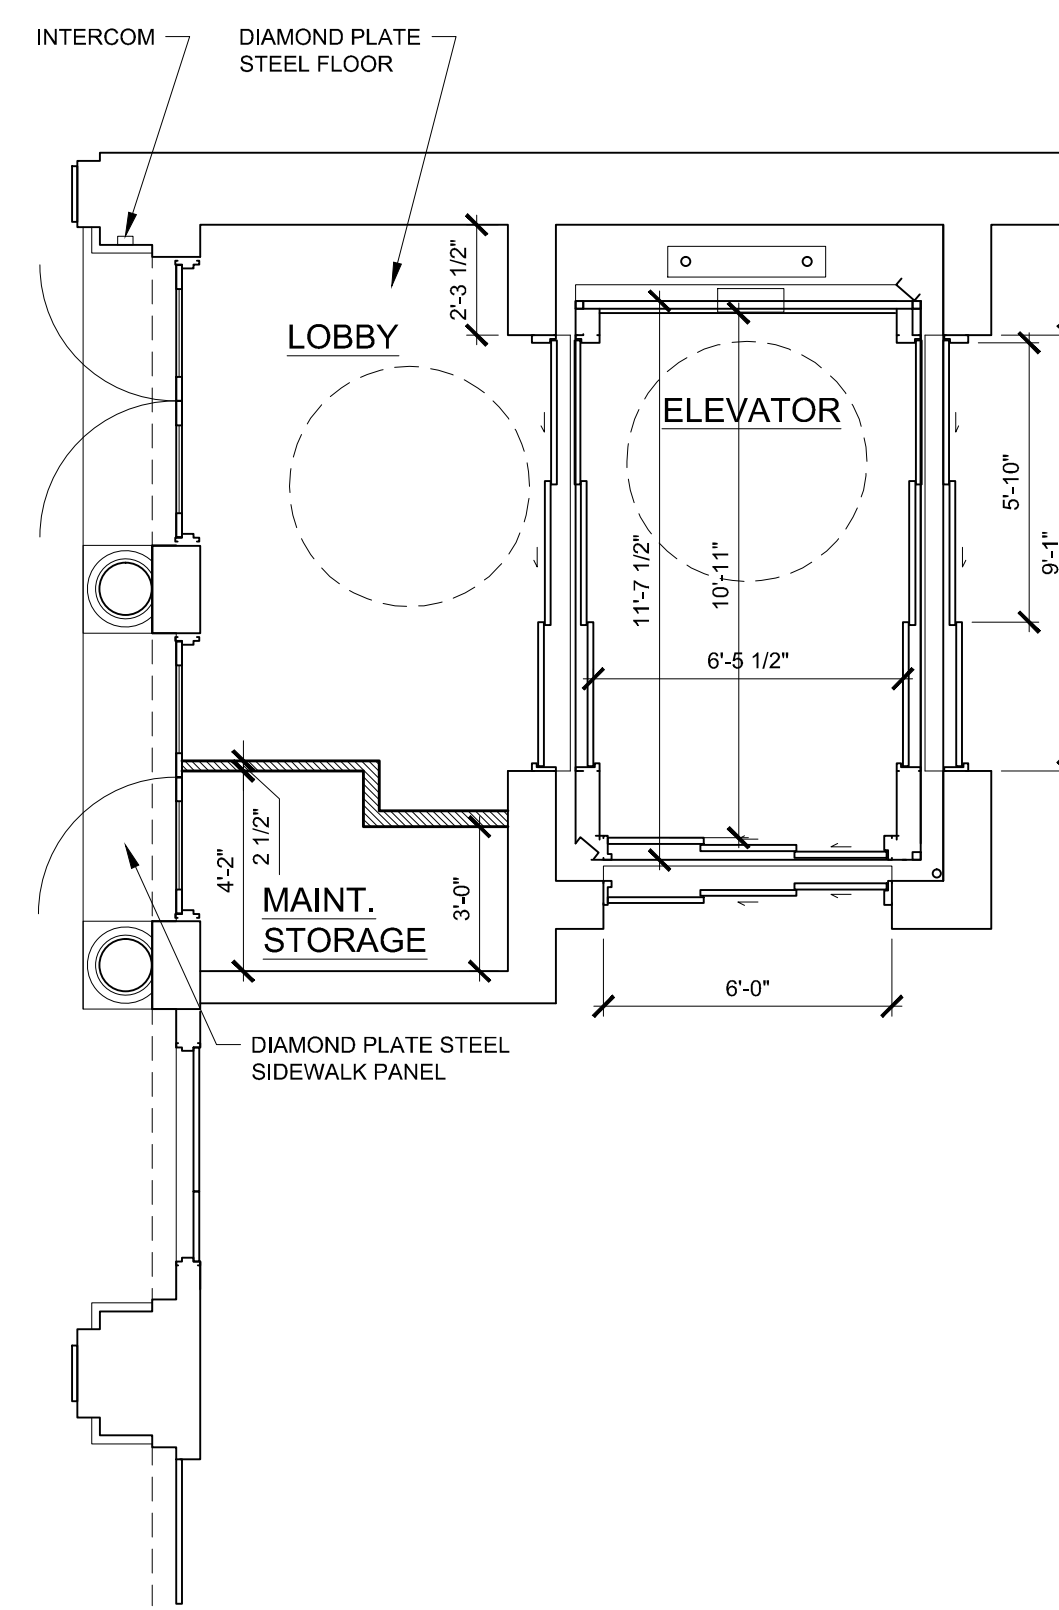 INTERCOM
DIAMOND PLATE
STEEL FLOOR
2'-3 1/2"
LOBBY
ELEVATOR
5'-10"
9'-1"
11'-7 1/2"
10'-11"
6'-5 1/2"
2 1/2"
4'-2"
3'-0"
MAINT.
STORAGE
6'-0"
DIAMOND PLATE STEEL
SIDEWALK PANEL